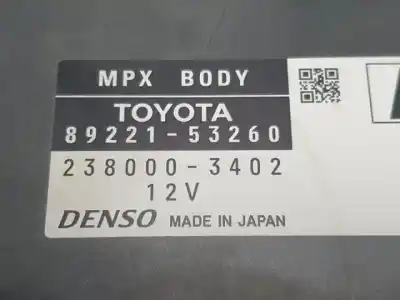 MPX BODY
TOYOTA
89221-53260
238000-3402
12V
DENSO MADE IN JAPAN